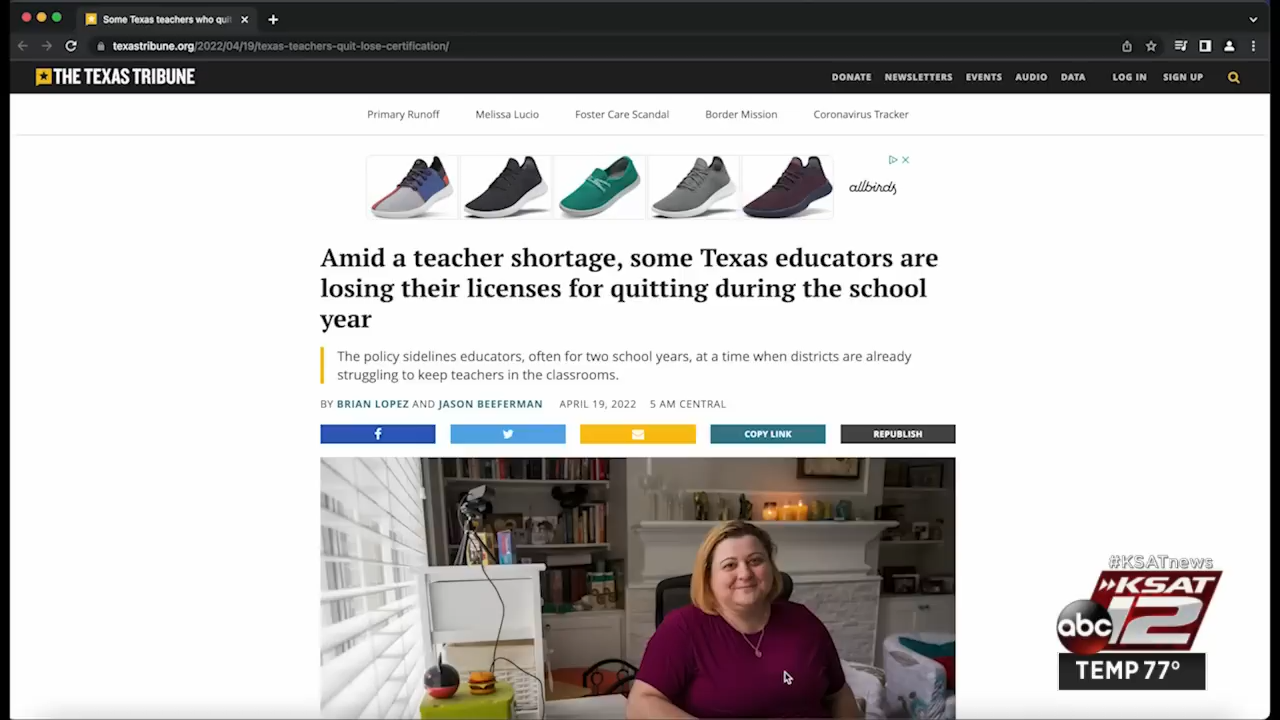 Some Texas teachers who qui
texastribune.org/2022/04/19/texas-teachers-quit-lose-certification/
THE TEXAS TRIBUNE
DONATE NEWSLETTERS EVENTS AUDIO DATA LOG IN SIGN UP
Primary Runoff Melissa Lucio Foster Care Scandal Border Mission Coronavirus Tracker
allbirds
Amid a teacher shortage, some Texas educators are
losing their licenses for quitting during the school
year
The policy sidelines educators, often for two school years, at a time when districts are already
struggling to keep teachers in the classrooms.
BY BRIAN LOPEZ AND JASON BEEFERMAN APRIL 19, 2022 5 AM CENTRAL
COPY LINK REPUBLISH
#KSATnews
KSAT
abc 12
TEMP 77°